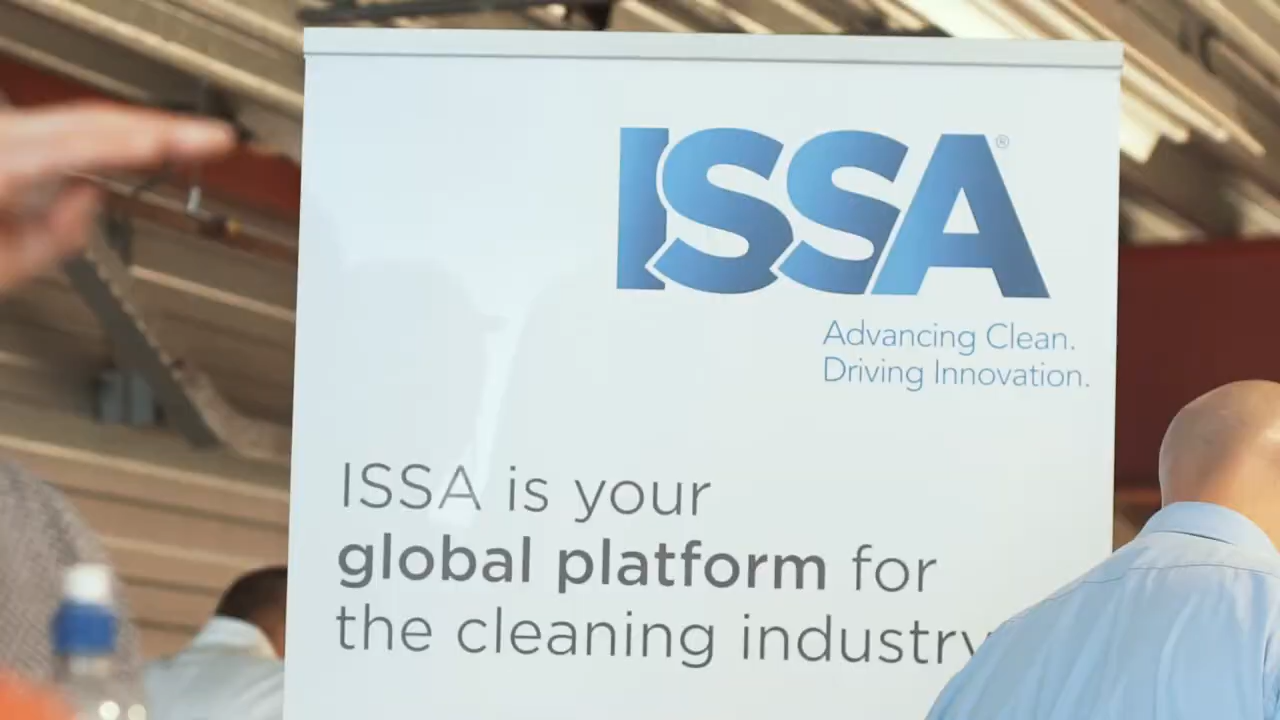 ISSA®
Advancing Clean.
Driving Innovation.
ISSA is your
global platform for
the cleaning industry